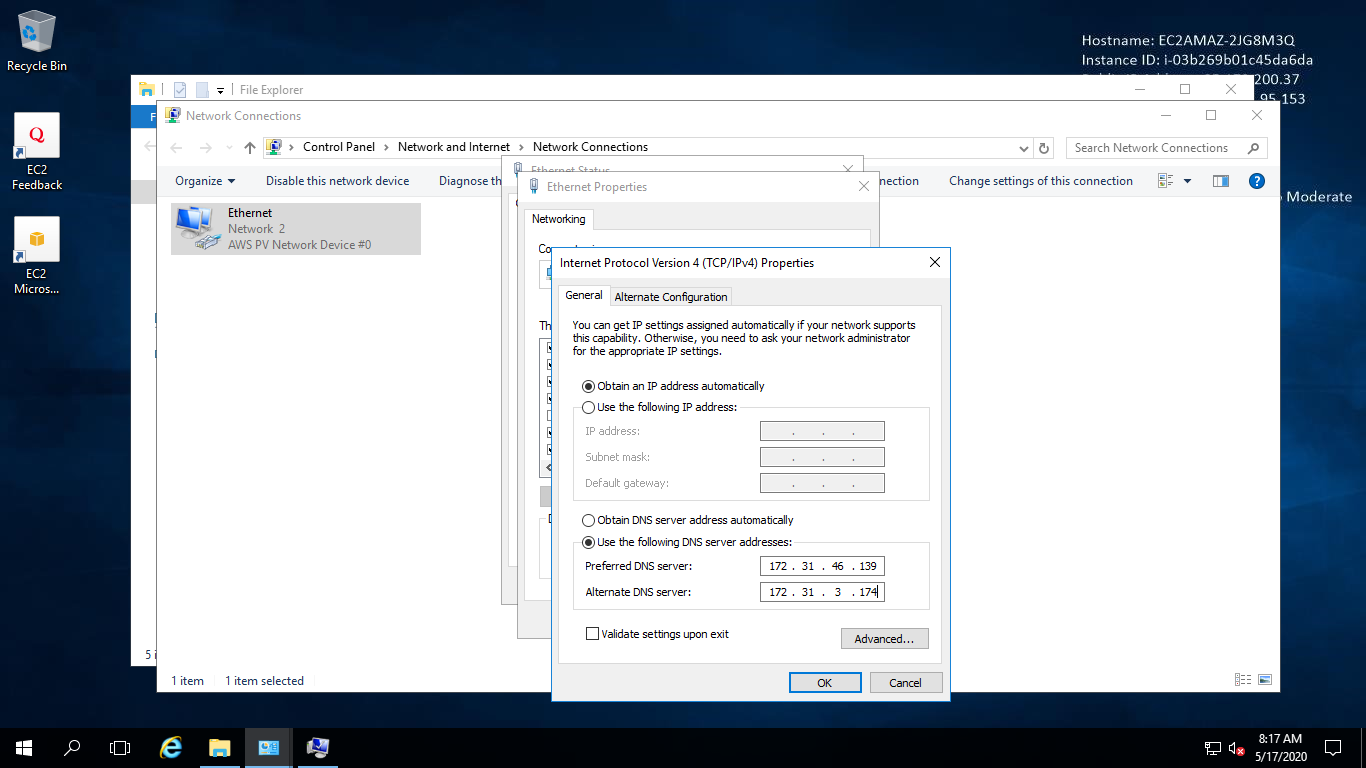 Recycle Bin
EC2
Feedback
EC2
Micros...
Hostname: EC2AMAZ-2JG8M3Q
Instance ID: i-03b269b01c45da6da
200.37
95-153
Moderate
File Explorer
F
Network Connections
Control Panel > Network and Internet > Network Connections
Search Network Connections
Organize
Disable this network device
Diagnose th
nection
Change settings of this connection
Ethernet
Network 2
AWS PV Network Device #0
Ethernet Status
Ethernet Properties
Networking
Th
Internet Protocol Version 4 (TCP/IPv4) Properties
General
Alternate Configuration
You can get IP settings assigned automatically if your network supports
this capability. Otherwise, you need to ask your network administrator
for the appropriate IP settings.
Obtain an IP address automatically
Use the following IP address:
IP address:
. . .
Subnet mask:
. . .
Default gateway:
. . .
Obtain DNS server address automatically
Use the following DNS server addresses:
Preferred DNS server:
172 . 31 . 46 . 139
Alternate DNS server:
172 . 31 . 3 . 174
Validate settings upon exit
Advanced...
OK
Cancel
5 i
1 item
1 item selected
8:17 AM
5/17/2020